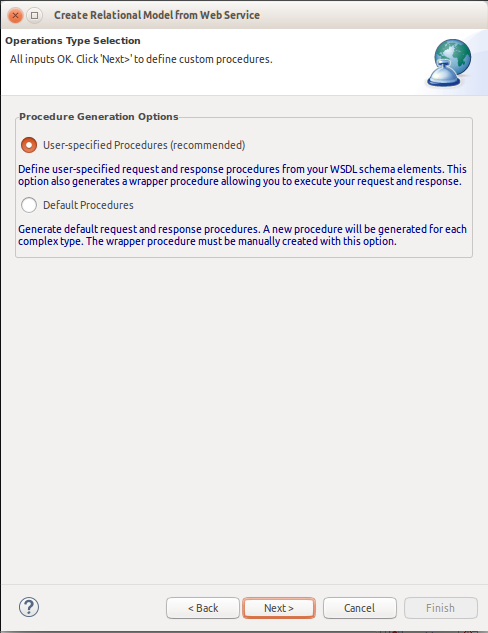 Create Relational Model from Web Service
Operations Type Selection
All inputs OK. Click 'Next>' to define custom procedures.
Procedure Generation Options
User-specified Procedures (recommended)
Define user-specified request and response procedures from your WSDL schema elements. This
option also generates a wrapper procedure allowing you to execute your request and response.
Default Procedures
Generate default request and response procedures. A new procedure will be generated for each
complex type. The wrapper procedure must be manually created with this option.
?
< Back
Next >
Cancel
Finish